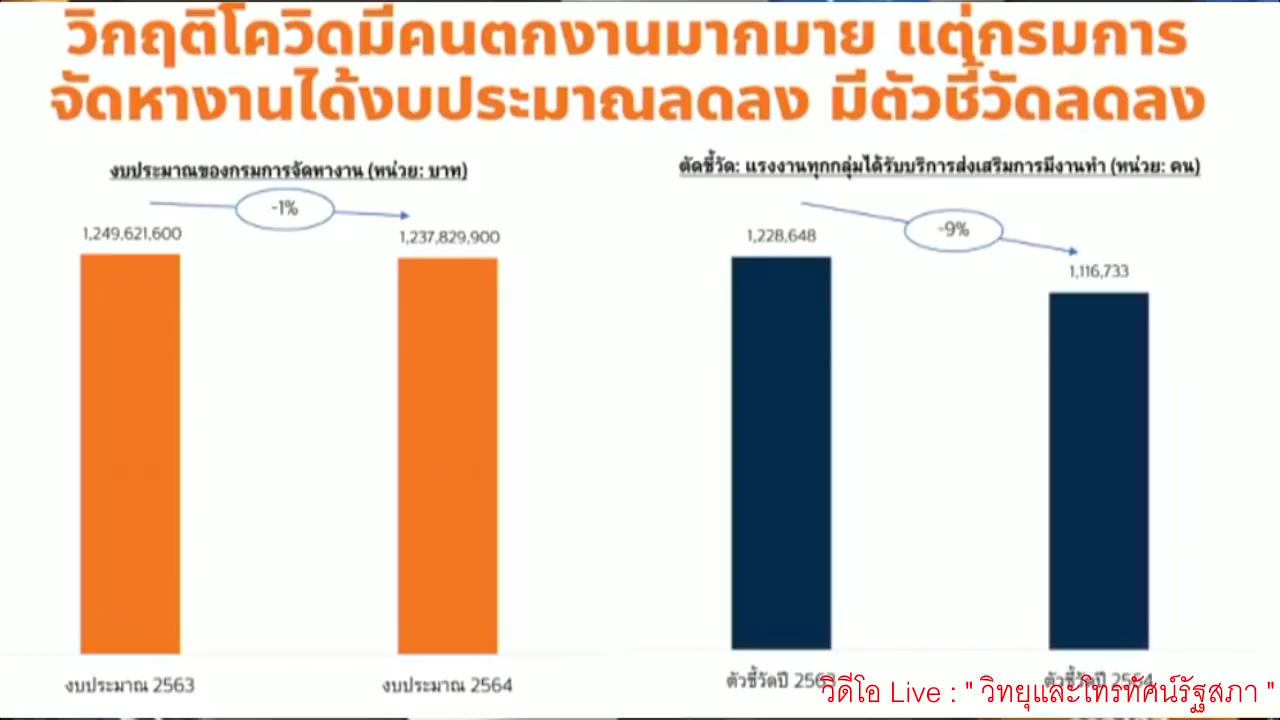 วิกฤติโควิดมีคนตกงานมากมาย แต่กรมการ
จัดหางานได้งบประมาณลดลง มีตัวชี้วัดลดลง
งบประมาณของกรมการจัดหางาน (หน่วย: บาท)
-1%
1,249,621,600
1,237,829,900
งบประมาณ 2563
งบประมาณ 2564
ตัดชี้วัด: แรงงานทุกกลุ่มได้รับบริการส่งเสริมการมีงานทำ (หน่วย: คน)
-9%
1,228,648
1,116,733
ตัวชี้วัดปี 2563
ตัวชี้วัดปี 2564
วิดีโอ Live : " วิทยุและโทรทัศน์รัฐสภา "